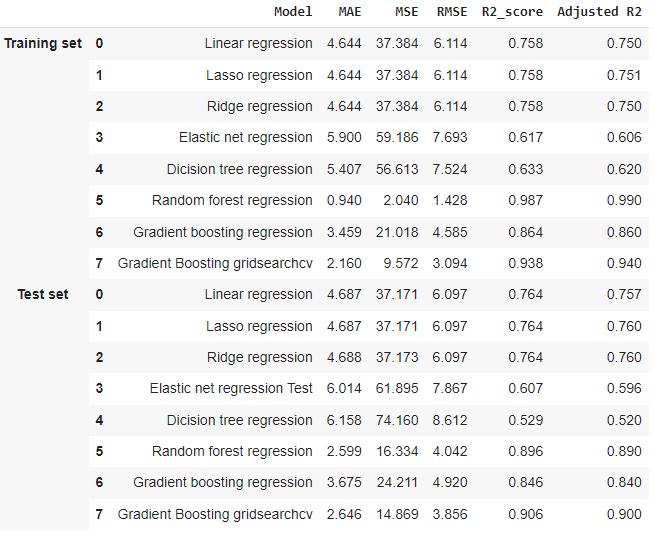 Model MAE MSE RMSE R2_score Adjusted R2
Training set 0 Linear regression 4.644 37.384 6.114 0.758 0.750
1 Lasso regression 4.644 37.384 6.114 0.758 0.751
2 Ridge regression 4.644 37.384 6.114 0.758 0.750
3 Elastic net regression 5.900 59.186 7.693 0.617 0.606
4 Dicision tree regression 5.407 56.613 7.524 0.633 0.620
5 Random forest regression 0.940 2.040 1.428 0.987 0.990
6 Gradient boosting regression 3.459 21.018 4.585 0.864 0.860
7 Gradient Boosting gridsearchcv 2.160 9.572 3.094 0.938 0.940
Test set 0 Linear regression 4.687 37.171 6.097 0.764 0.757
1 Lasso regression 4.687 37.171 6.097 0.764 0.760
2 Ridge regression 4.688 37.173 6.097 0.764 0.760
3 Elastic net regression Test 6.014 61.895 7.867 0.607 0.596
4 Dicision tree regression 6.158 74.160 8.612 0.529 0.520
5 Random forest regression 2.599 16.334 4.042 0.896 0.890
6 Gradient boosting regression 3.675 24.211 4.920 0.846 0.840
7 Gradient Boosting gridsearchcv 2.646 14.869 3.856 0.906 0.900